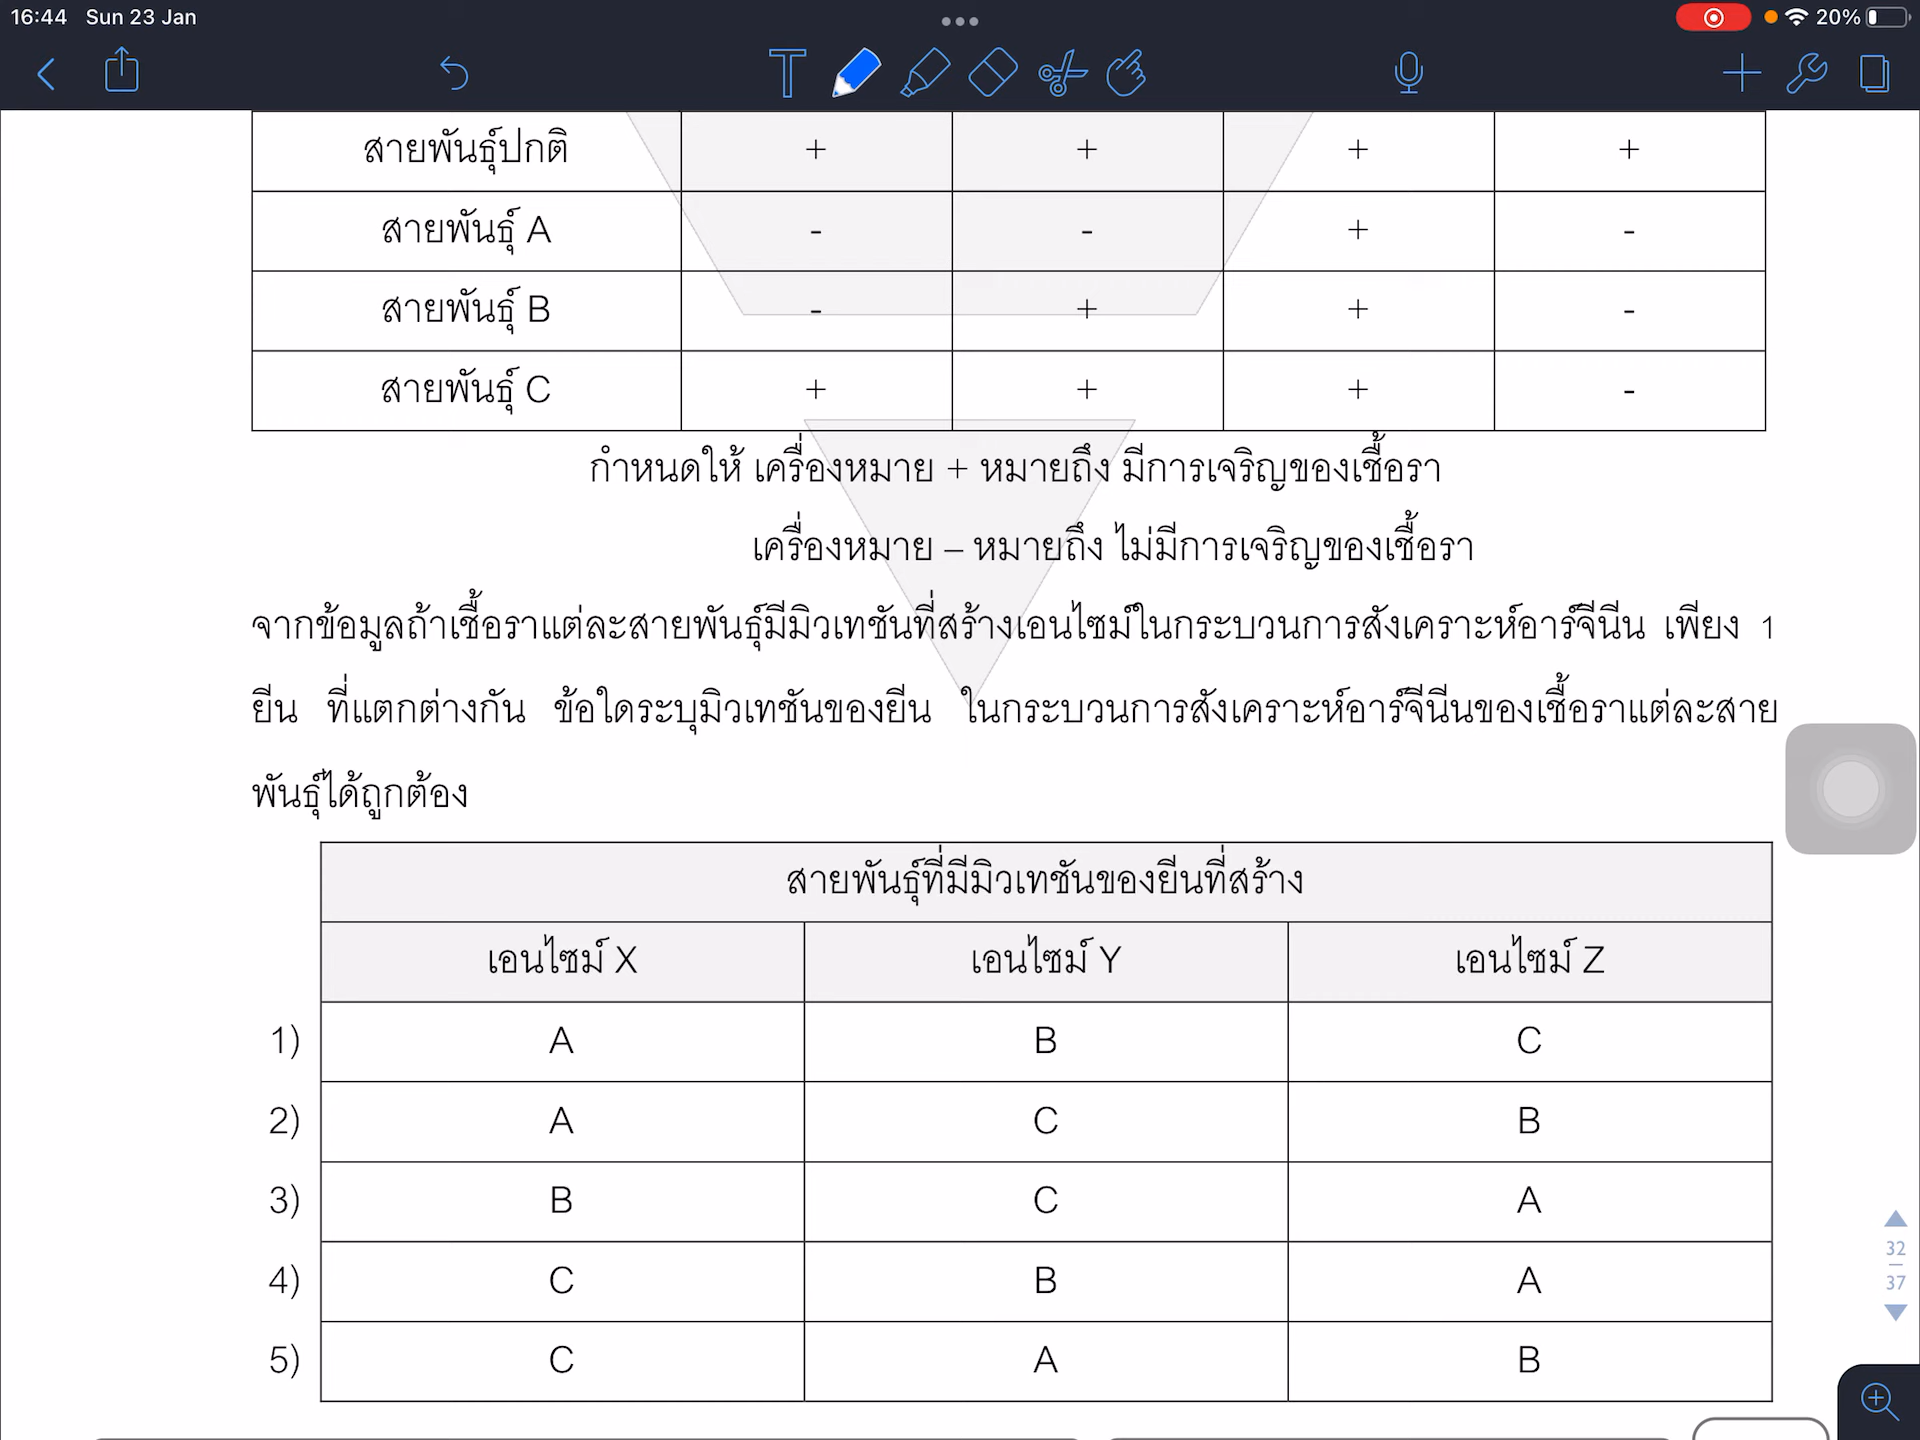 16:44 Sun 23 Jan 20%
สายพันธุ์ปกติ + + + +
สายพันธุ์ A - - + -
สายพันธุ์ B - + + -
สายพันธุ์ C + + + -
กำหนดให้ เครื่องหมาย + หมายถึง มีการเจริญของเชื้อรา
เครื่องหมาย – หมายถึง ไม่มีการเจริญของเชื้อรา
จากข้อมูลถ้าเชื้อราแต่ละสายพันธุ์มีมิวเทชันที่สร้างเอนไซม์ในกระบวนการสังเคราะห์อาร์จีนีน เพียง 1
ยีน ที่แตกต่างกัน ข้อใดระบุมิวเทชันของยีน ในกระบวนการสังเคราะห์อาร์จีนีนของเชื้อราแต่ละสาย
พันธุ์ได้ถูกต้อง
สายพันธุ์ที่มีมิวเทชันของยีนที่สร้าง
เอนไซม์ X เอนไซม์ Y เอนไซม์ Z
1) A B C
2) A C B
3) B C A
4) C B A
5) C A B
32
37